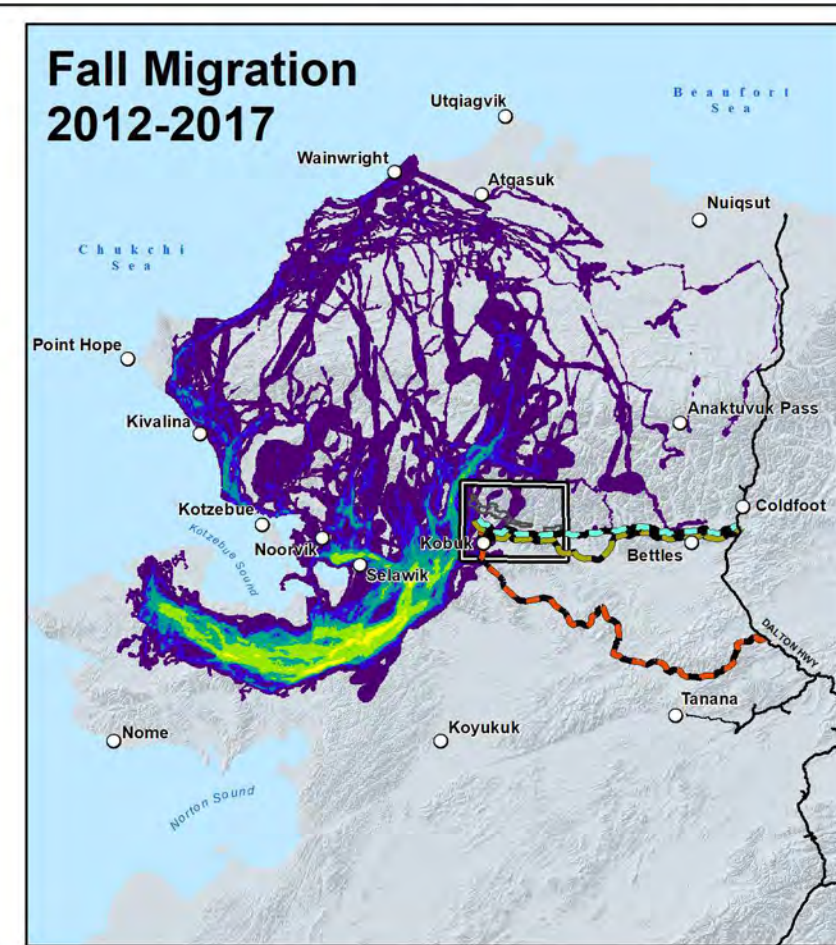 Fall Migration
2012-2017
Utqiagvik
Beaufort
Sea
Wainwright
Atgasuk
Nuiqsut
Chukchi
Sea
Point Hope
Anaktuvuk Pass
Kivalina
Kotzebue
Coldfoot
Kotzebue Sound
Noorvik
Kobuk
Bettles
Selawik
DALTON HWY
Tanana
Nome
Koyukuk
Norton Sound